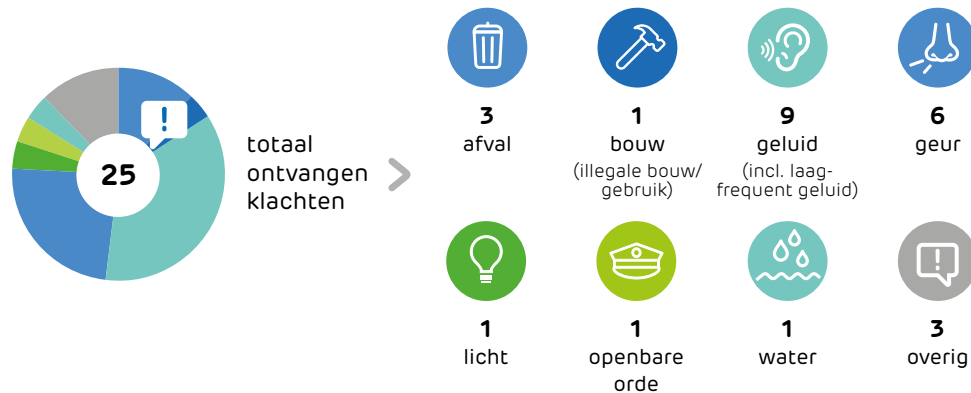 25
totaal
ontvangen
klachten
3
afval
1
bouw
(illegale bouw/
gebruik)
9
geluid
(incl. laag-
frequent geluid)
6
geur
1
licht
1
openbare
orde
1
water
3
overig